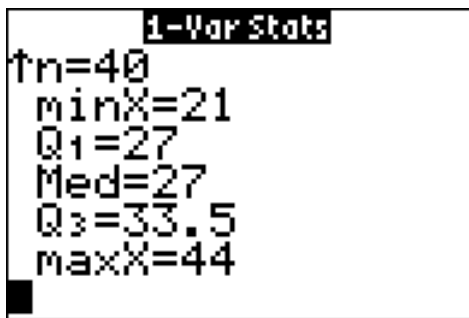 1-Var Stats
↑n=40
minX=21
Q₁=27
Med=27
Q₃=33.5
maxX=44